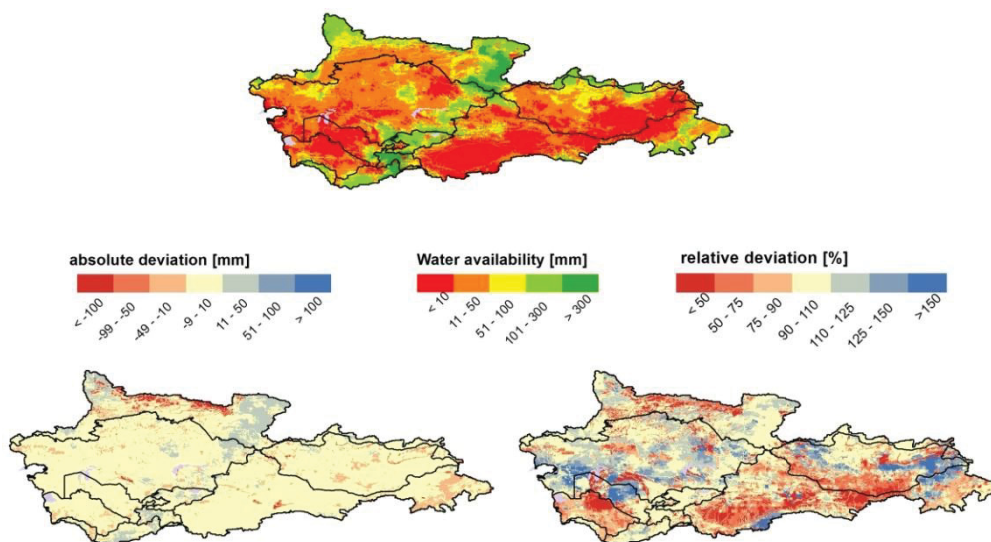 absolute deviation [mm]
< -100
-99 - -50
-49 - -10
-9 - 10
11 - 50
51 - 100
> 100
Water availability [mm]
< 10
11 - 50
51 - 100
101 - 300
> 300
relative deviation [%]
< 50
50 - 75
75 - 90
90 - 110
110 - 125
125 - 150
>150